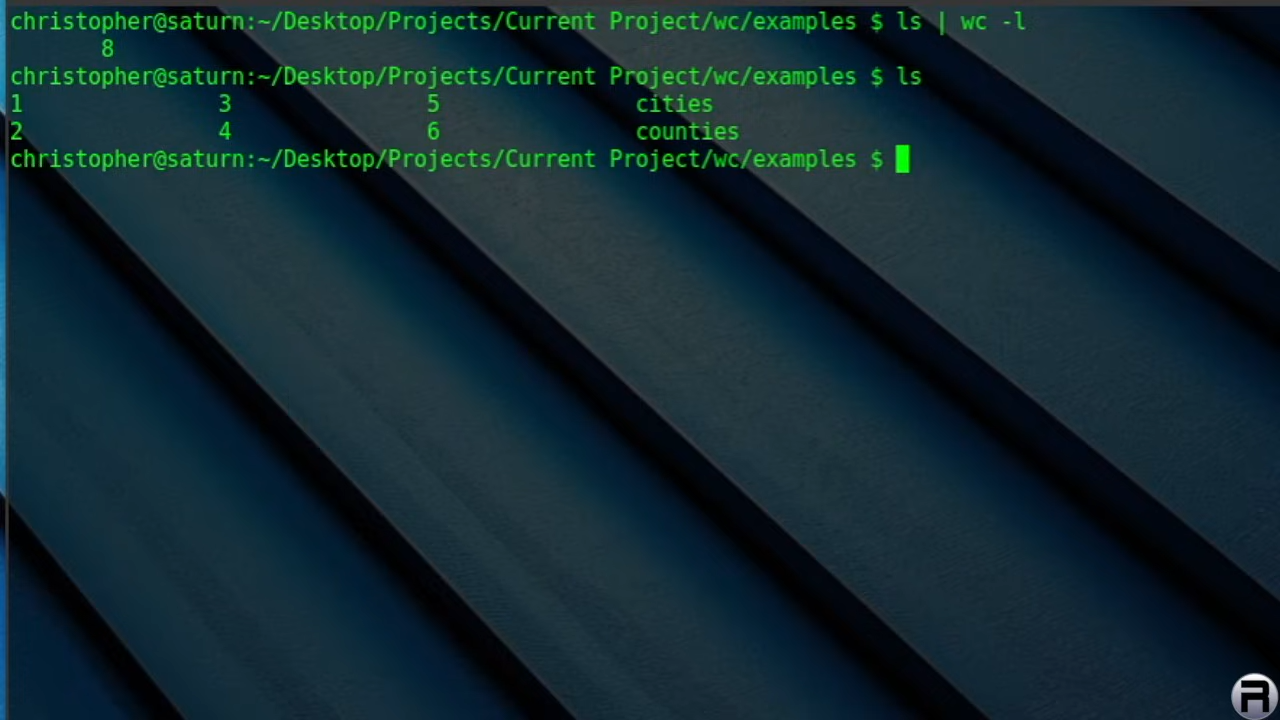 christopher@saturn:~/Desktop/Projects/Current Project/wc/examples $ ls | wc -l
8
christopher@saturn:~/Desktop/Projects/Current Project/wc/examples $ ls
1 3 5 cities
2 4 6 counties
christopher@saturn:~/Desktop/Projects/Current Project/wc/examples $
R